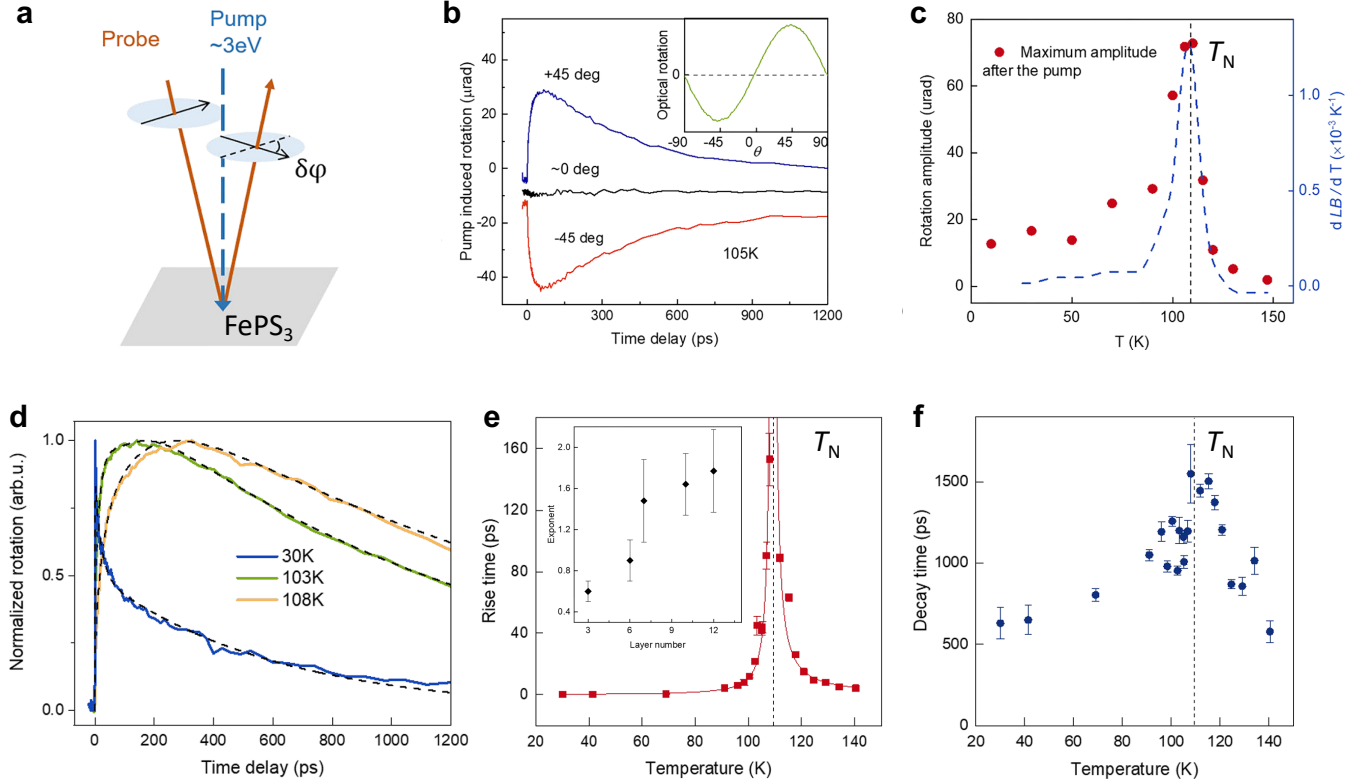 a
Probe
Pump
~3eV
δφ
FePS3
b
Pump induced rotation (μrad)
40
20
0
-20
-40
+45 deg
~0 deg
-45 deg
105K
0
300
600
900
1200
Time delay (ps)
Optical rotation
0
-90
-45
0
45
90
θ
c
Rotation amplitude (urad)
80
60
40
20
0
Maximum amplitude
after the pump
TN
1.0
0.5
0.0
d LB / d T (×10-3 K-1)
0
50
100
150
T (K)
d
Normalized rotation (arb.u.)
1.0
0.5
0.0
30K
103K
108K
0
200
400
600
800
1000
1200
Time delay (ps)
e
Rise time (ps)
160
120
80
40
0
TN
Exponent
2.0
1.6
1.2
0.8
0.4
3
6
9
12
Layer number
20
40
60
80
100
120
140
Temperature (K)
f
Decay time (ps)
1500
1000
500
0
TN
20
40
60
80
100
120
140
Temperature (K)